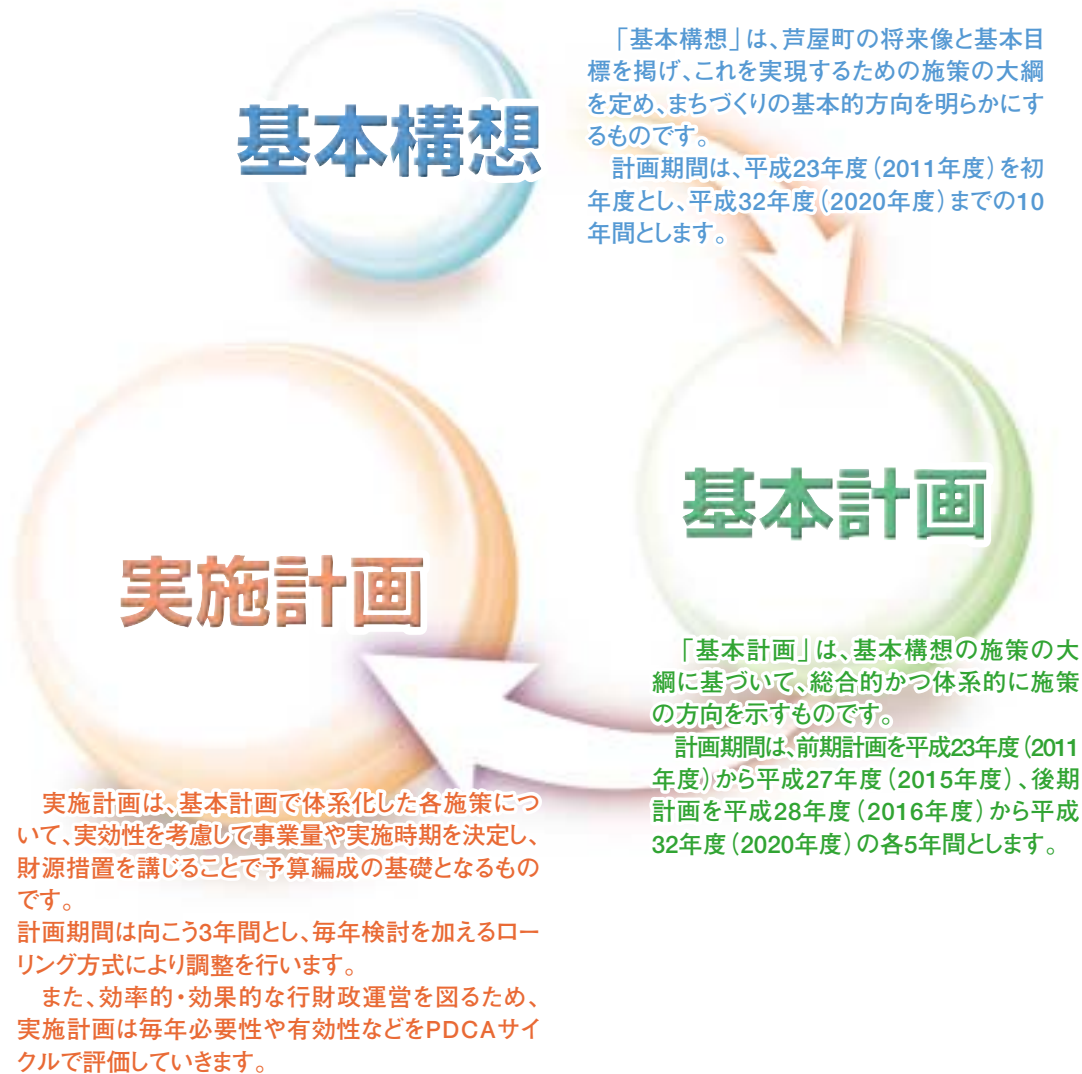 基本構想
「基本構想」は、芦屋町の将来像と基本目
標を掲げ、これを実現するための施策の大綱
を定め、まちづくりの基本的方向を明らかにす
るものです。
計画期間は、平成23年度（2011年度）を初
年度とし、平成32年度（2020年度）までの10
年間とします。
基本計画
「基本計画」は、基本構想の施策の大
綱に基づいて、総合的かつ体系的に施策
の方向を示すものです。
計画期間は、前期計画を平成23年度（2011
年度）から平成27年度（2015年度）、後期
計画を平成28年度（2016年度）から平成
32年度（2020年度）の各5年間とします。
実施計画
実施計画は、基本計画で体系化した各施策につ
いて、実効性を考慮して事業量や実施時期を決定し、
財源措置を講じることで予算編成の基礎となるもの
です。
計画期間は向こう3年間とし、毎年検討を加えるロー
リング方式により調整を行います。
また、効率的・効果的な行財政運営を図るため、
実施計画は毎年必要性や有効性などをPDCAサイ
クルで評価していきます。